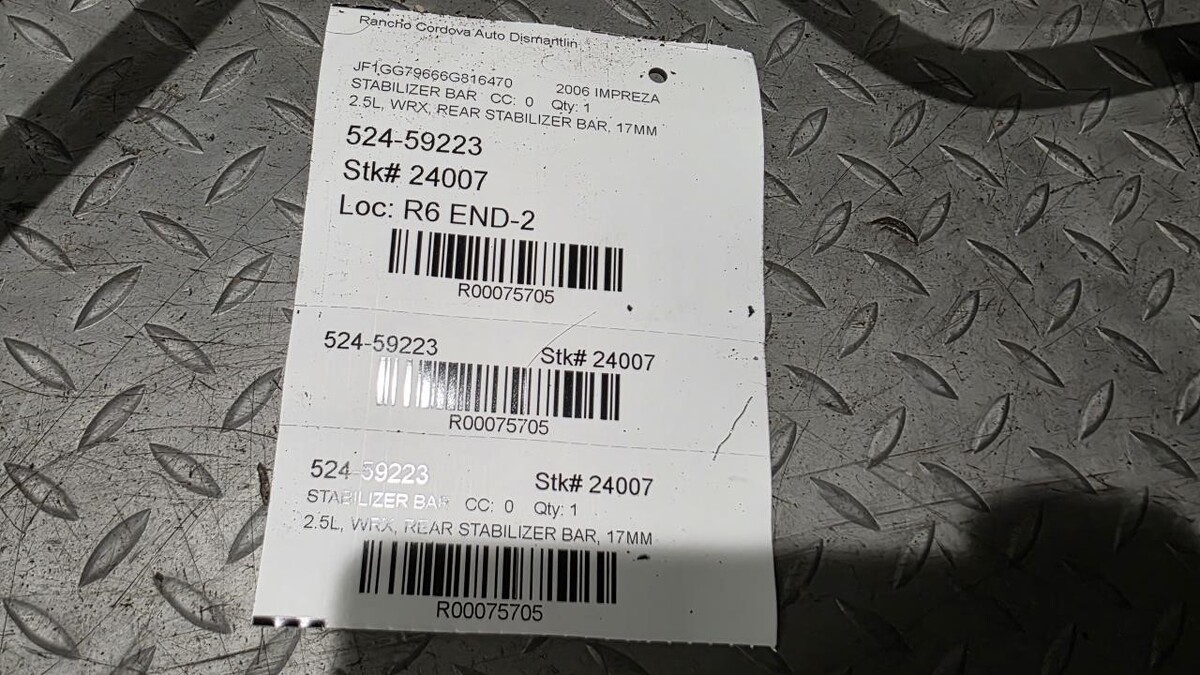 Rancho Cordova Auto Dismantlin
JF1GG79666G816470 2006 IMPREZA
STABILIZER BAR CC: 0 Qty: 1
2.5L, WRX, REAR STABILIZER BAR, 17MM
524-59223
Stk# 24007
Loc: R6 END-2
R00075705
524-59223 Stk# 24007
R00075705
524-59223 Stk# 24007
STABILIZER BAR CC: 0 Qty: 1
2.5L, WRX, REAR STABILIZER BAR, 17MM
R00075705